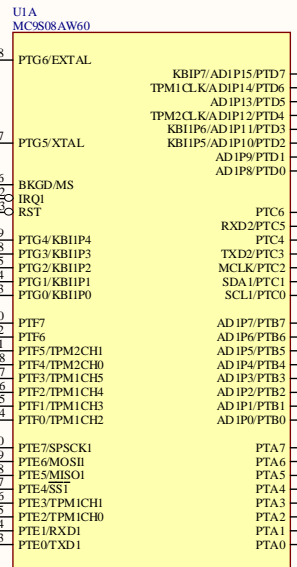 U1A
MC9S08AW60
PTG6/EXTAL
KBIP7/AD1P15/PTD7
TPM1CLK/AD1P14/PTD6
AD1P13/PTD5
TPM2CLK/AD1P12/PTD4
KBI1P6/AD1P11/PTD3
PTG5/XTAL
KBI1P5/AD1P10/PTD2
AD1P9/PTD1
AD1P8/PTD0
BKGD/MS
IRQ1
RST
PTC6
RXD2/PTC5
PTG4/KBI1P4
PTC4
PTG3/KBI1P3
TXD2/PTC3
PTG2/KBI1P2
MCLK/PTC2
PTG1/KBI1P1
SDA1/PTC1
PTG0/KBI1P0
SCL1/PTC0
PTF7
AD1P7/PTB7
PTF6
AD1P6/PTB6
PTF5/TPM2CH1
AD1P5/PTB5
PTF4/TPM2CH0
AD1P4/PTB4
PTF3/TPM1CH5
AD1P3/PTB3
PTF2/TPM1CH4
AD1P2/PTB2
PTF1/TPM1CH3
AD1P1/PTB1
PTF0/TPM1CH2
AD1P0/PTB0
PTE7/SPSCK1
PTA7
PTE6/MOSI1
PTA6
PTE5/MISO1
PTA5
PTE4/SS1
PTA4
PTE3/TPM1CH1
PTA3
PTE2/TPM1CH0
PTA2
PTE1/RXD1
PTA1
PTE0/TXD1
PTA0